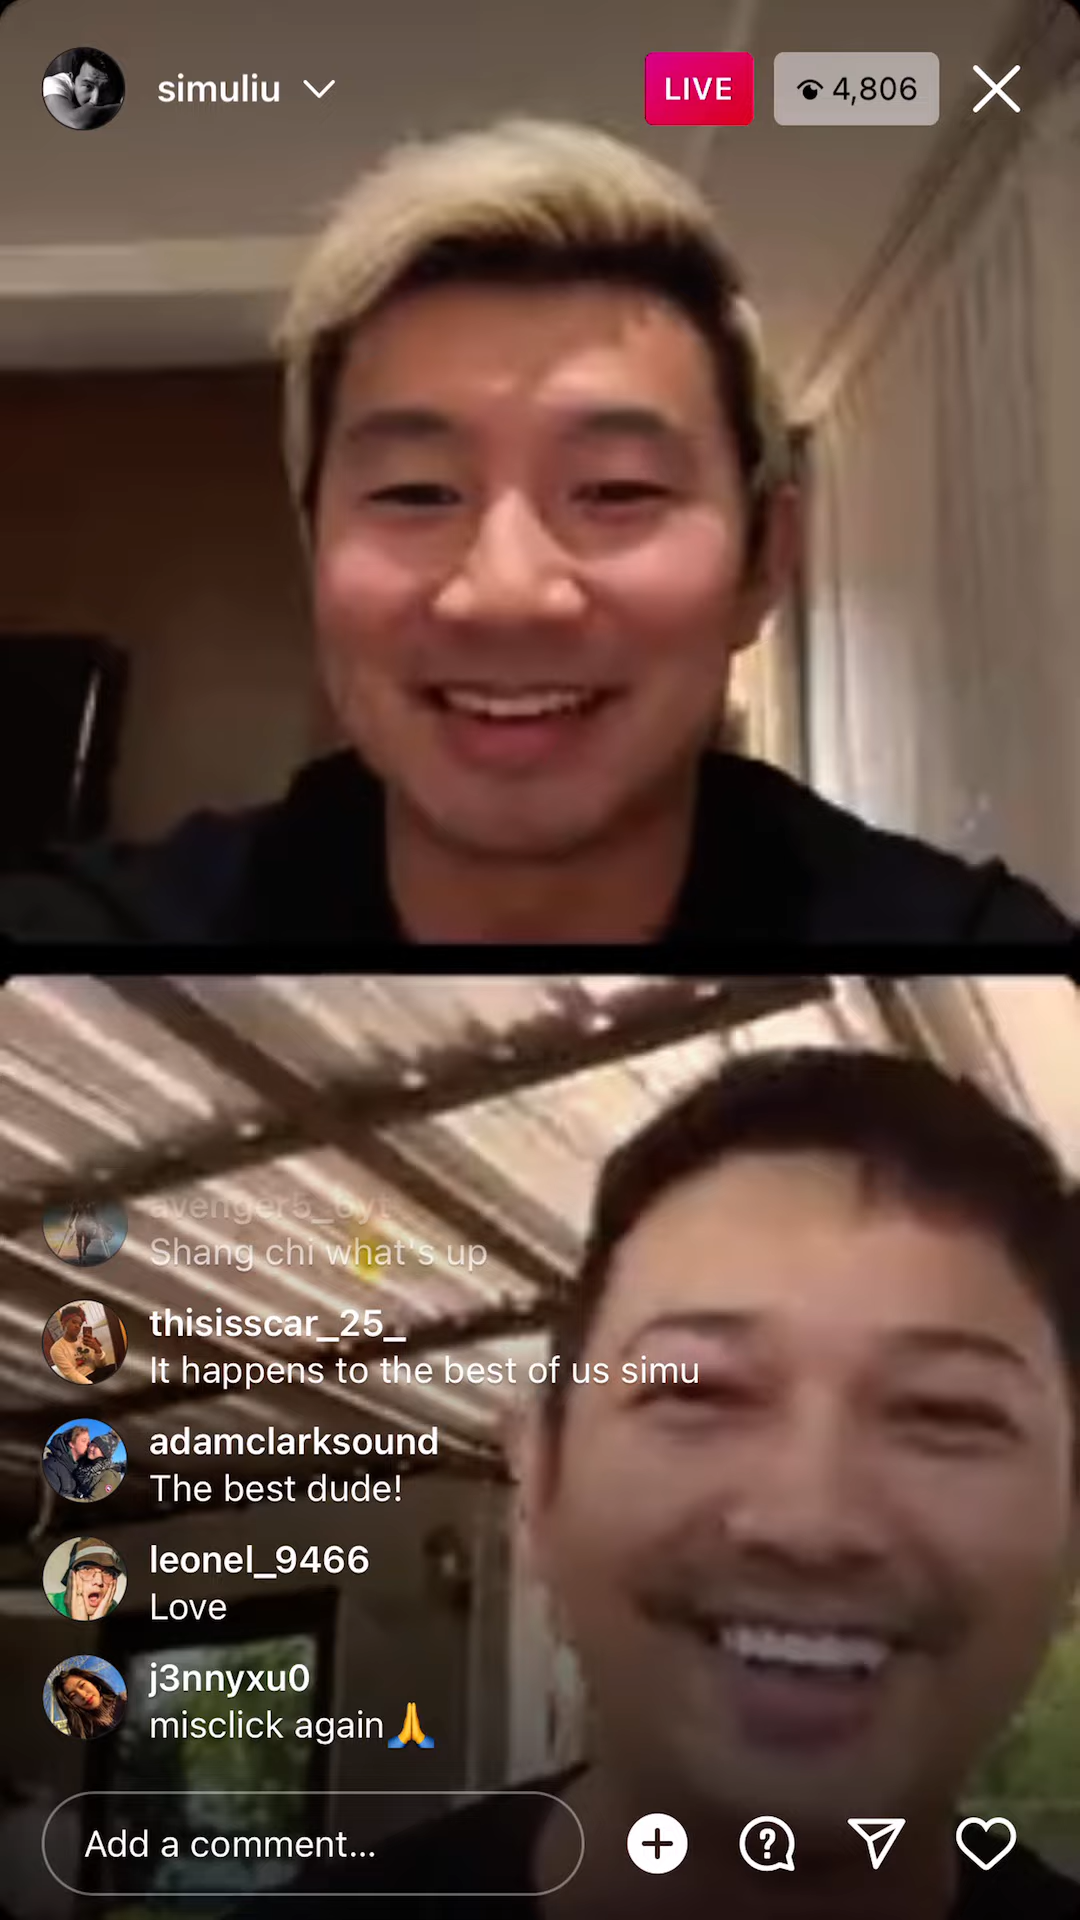 simuliu
LIVE
4,806
Shang chi what's up
thisisscar_25_
It happens to the best of us simu
adamclarksound
The best dude!
leonel_9466
Love
j3nnyxu0
misclick again🙏
Add a comment...